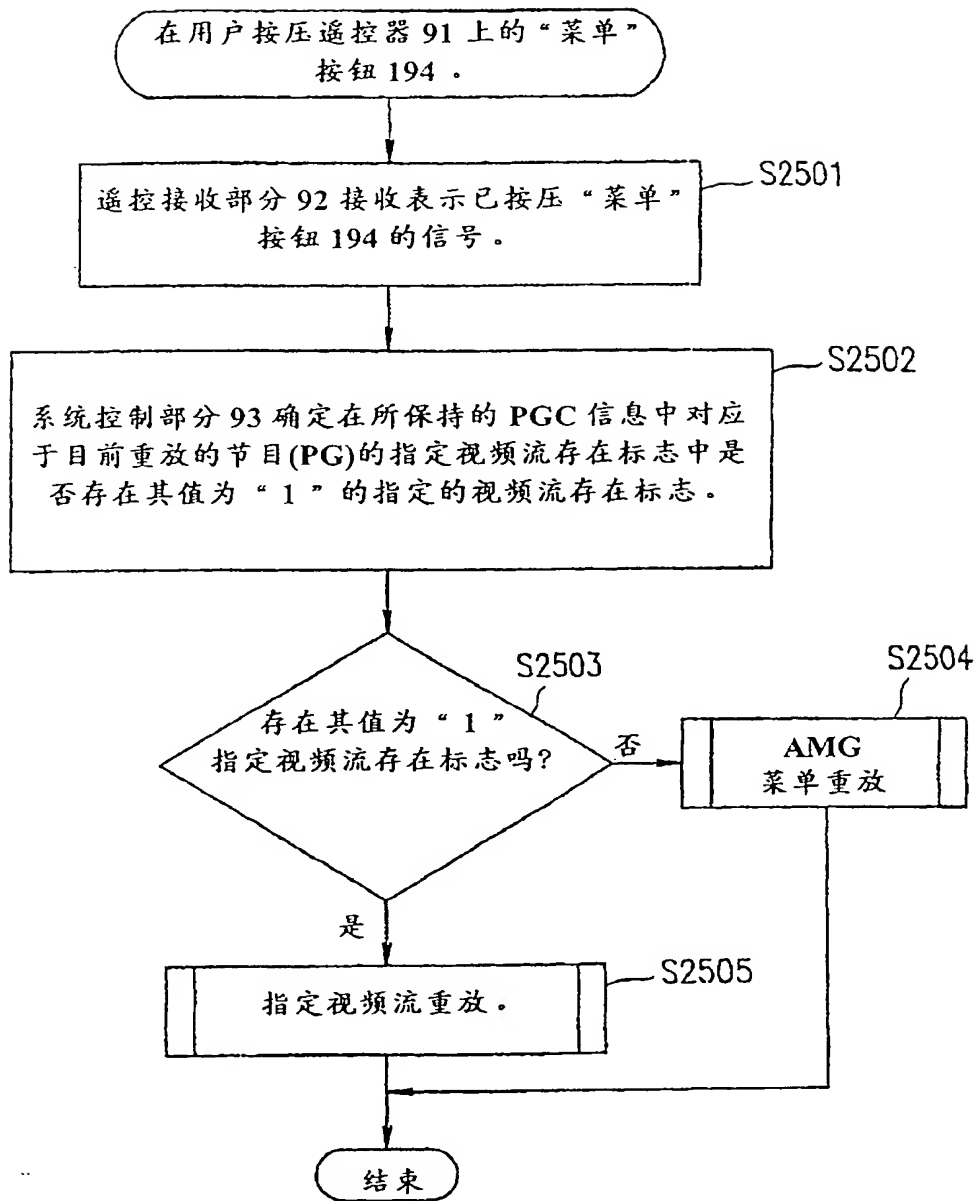 在用户按压遥控器 91 上的“菜单”
按钮 194 。
S2501
遥控接收部分 92 接收表示已按压“菜单”
按钮 194 的信号。
S2502
系统控制部分 93 确定在所保持的 PGC 信息中对应
于目前重放的节目(PG)的指定视频流存在标志中是
否存在其值为“1”的指定的视频流存在标志。
S2503
存在其值为“1”
指定视频流存在标志吗?
否
S2504
AMG
菜单重放
是
S2505
指定视频流重放。
结束